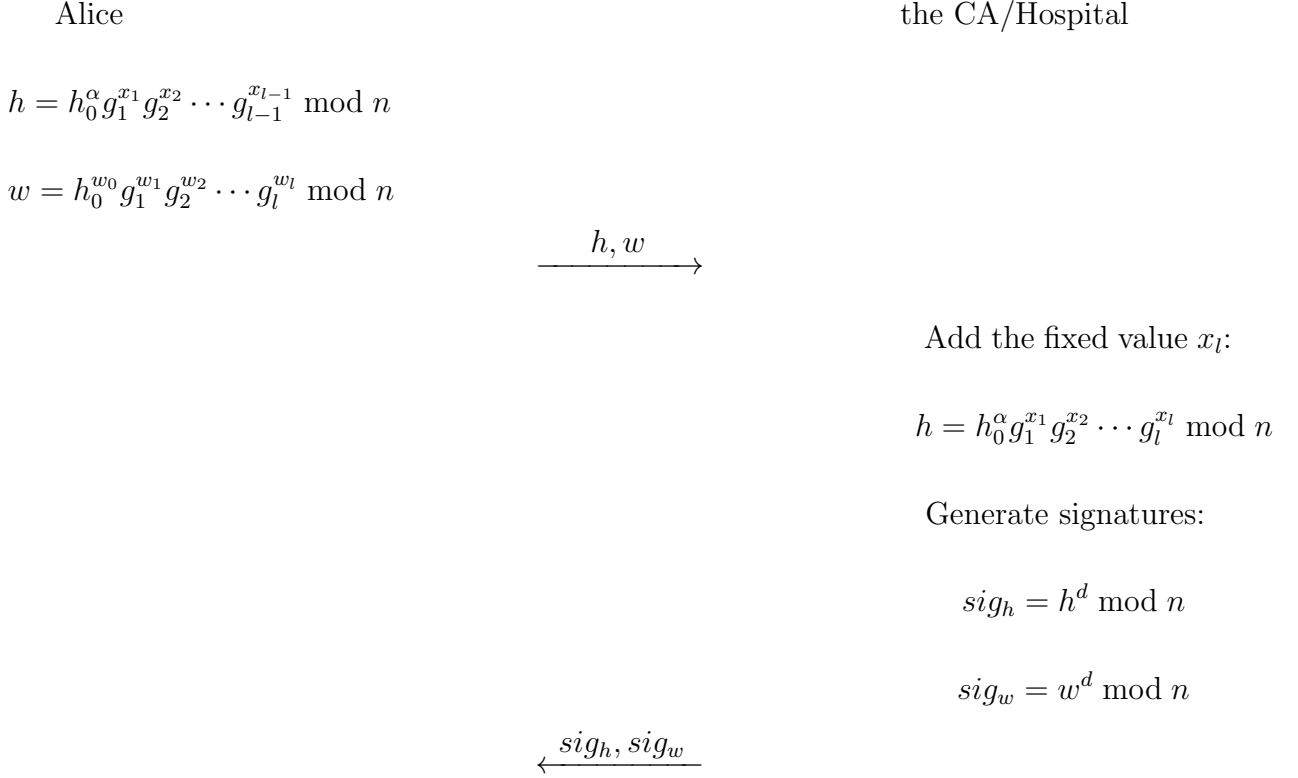 Alice the CA/Hospital
h = h_0^α g_1^{x_1} g_2^{x_2} ⋯ g_{l−1}^{x_{l−1}} mod n
w = h_0^{w_0} g_1^{w_1} g_2^{w_2} ⋯ g_l^{w_l} mod n
h, w
Add the fixed value x_l:
h = h_0^α g_1^{x_1} g_2^{x_2} ⋯ g_l^{x_l} mod n
Generate signatures:
sig_h = h^d mod n
sig_w = w^d mod n
sig_h, sig_w